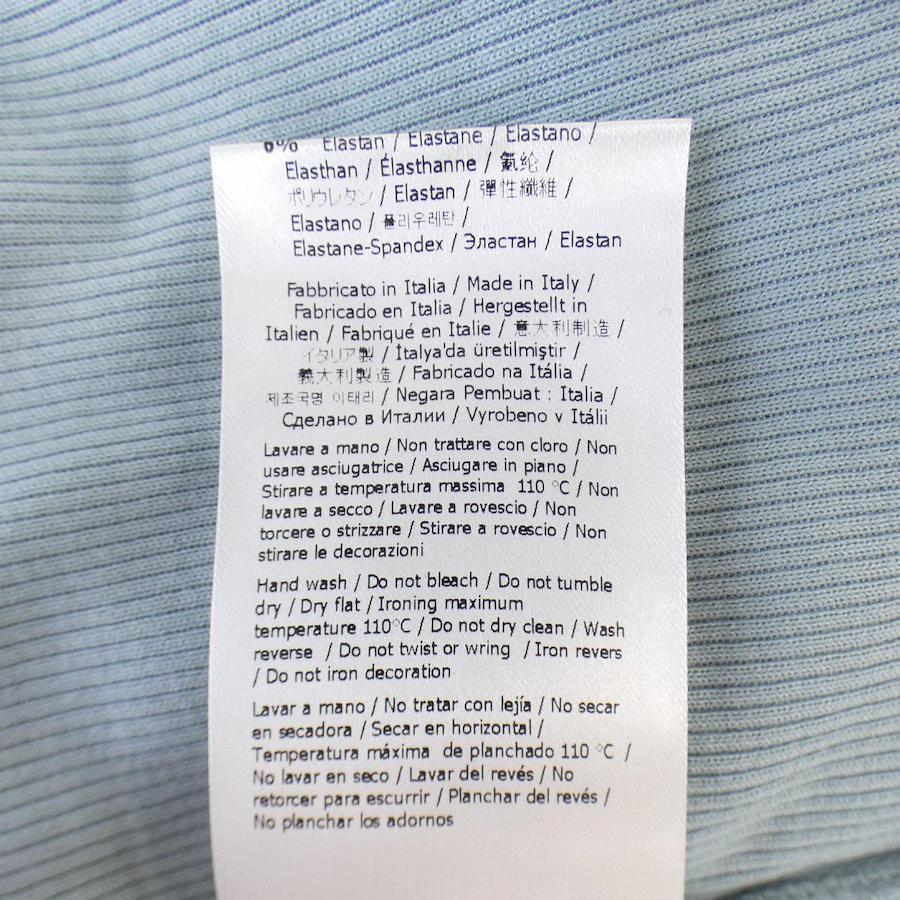 6% Elastan / Elastane / Elastano /
Elasthan / Élasthanne / 氨纶 /
ポリウレタン / Elastan / 彈性纖維 /
Elastano / 폴리우레탄 /
Elastane-Spandex / Эластан / Elastan
Fabbricato in Italia / Made in Italy /
Fabricado en Italia / Hergestellt in
Italien / Fabriqué en Italie / 意大利制造 /
イタリア製 / İtalya'da üretilmiştir /
義大利製造 / Fabricado na Itália /
제조국명 이태리 / Negara Pembuat : Italia /
Сделано в Италии / Vyrobeno v Itálii
Lavare a mano / Non trattare con cloro / Non
usare asciugatrice / Asciugare in piano /
Stirare a temperatura massima 110 °C / Non
lavare a secco / Lavare a rovescio / Non
torcere o strizzare / Stirare a rovescio / Non
stirare le decorazioni
Hand wash / Do not bleach / Do not tumble
dry / Dry flat / Ironing maximum
temperature 110°C / Do not dry clean / Wash
reverse / Do not twist or wring / Iron revers
/ Do not iron decoration
Lavar a mano / No tratar con lejía / No secar
en secadora / Secar en horizontal /
Temperatura máxima de planchado 110 °C /
No lavar en seco / Lavar del revés / No
retorcer para escurrir / Planchar del revés /
No planchar los adornos